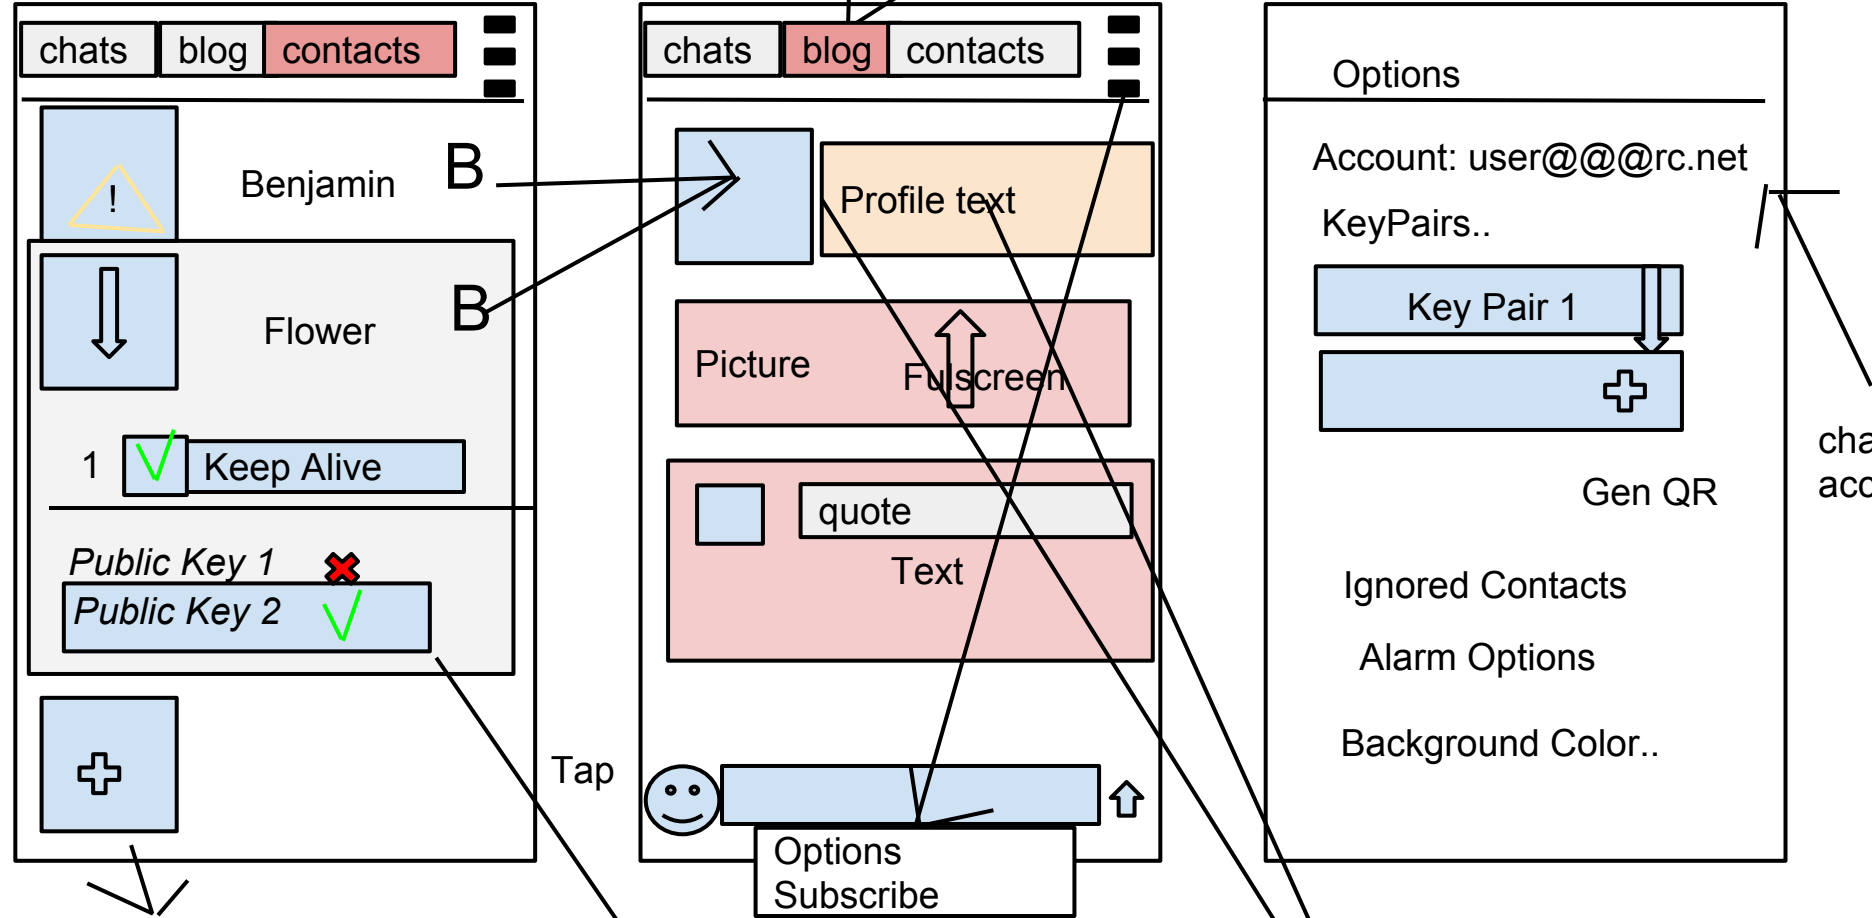 chats blog contacts
!
Benjamin B
Flower B
1 Keep Alive
Public Key 1
Public Key 2
Tap
chats blog contacts
Profile text
Picture Fulscreen
quote
Text
Options
Subscribe
Options
Account: user@@@rc.net
KeyPairs..
Key Pair 1
Gen QR
Ignored Contacts
Alarm Options
Background Color..